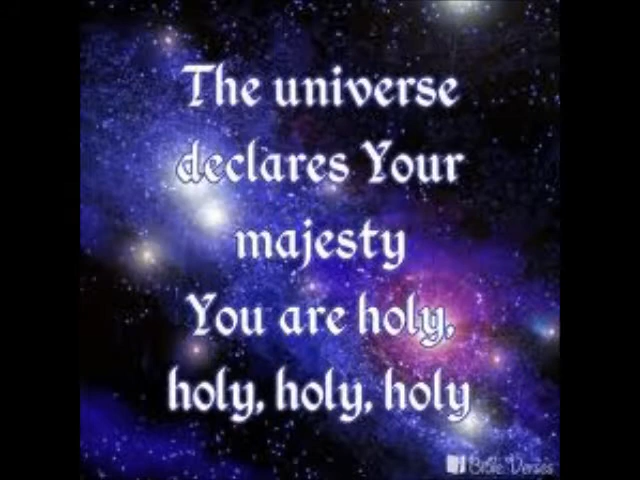 The universe
declares Your
majesty
You are holy,
holy, holy, holy
Bible Verses